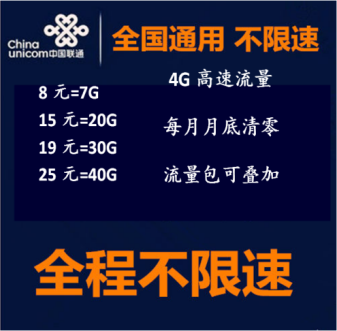 China
unicom中国联通
全国通用 不限速
8 元=7G
15 元=20G
19 元=30G
25 元=40G
4G 高速流量
每月月底清零
流量包可叠加
全程不限速